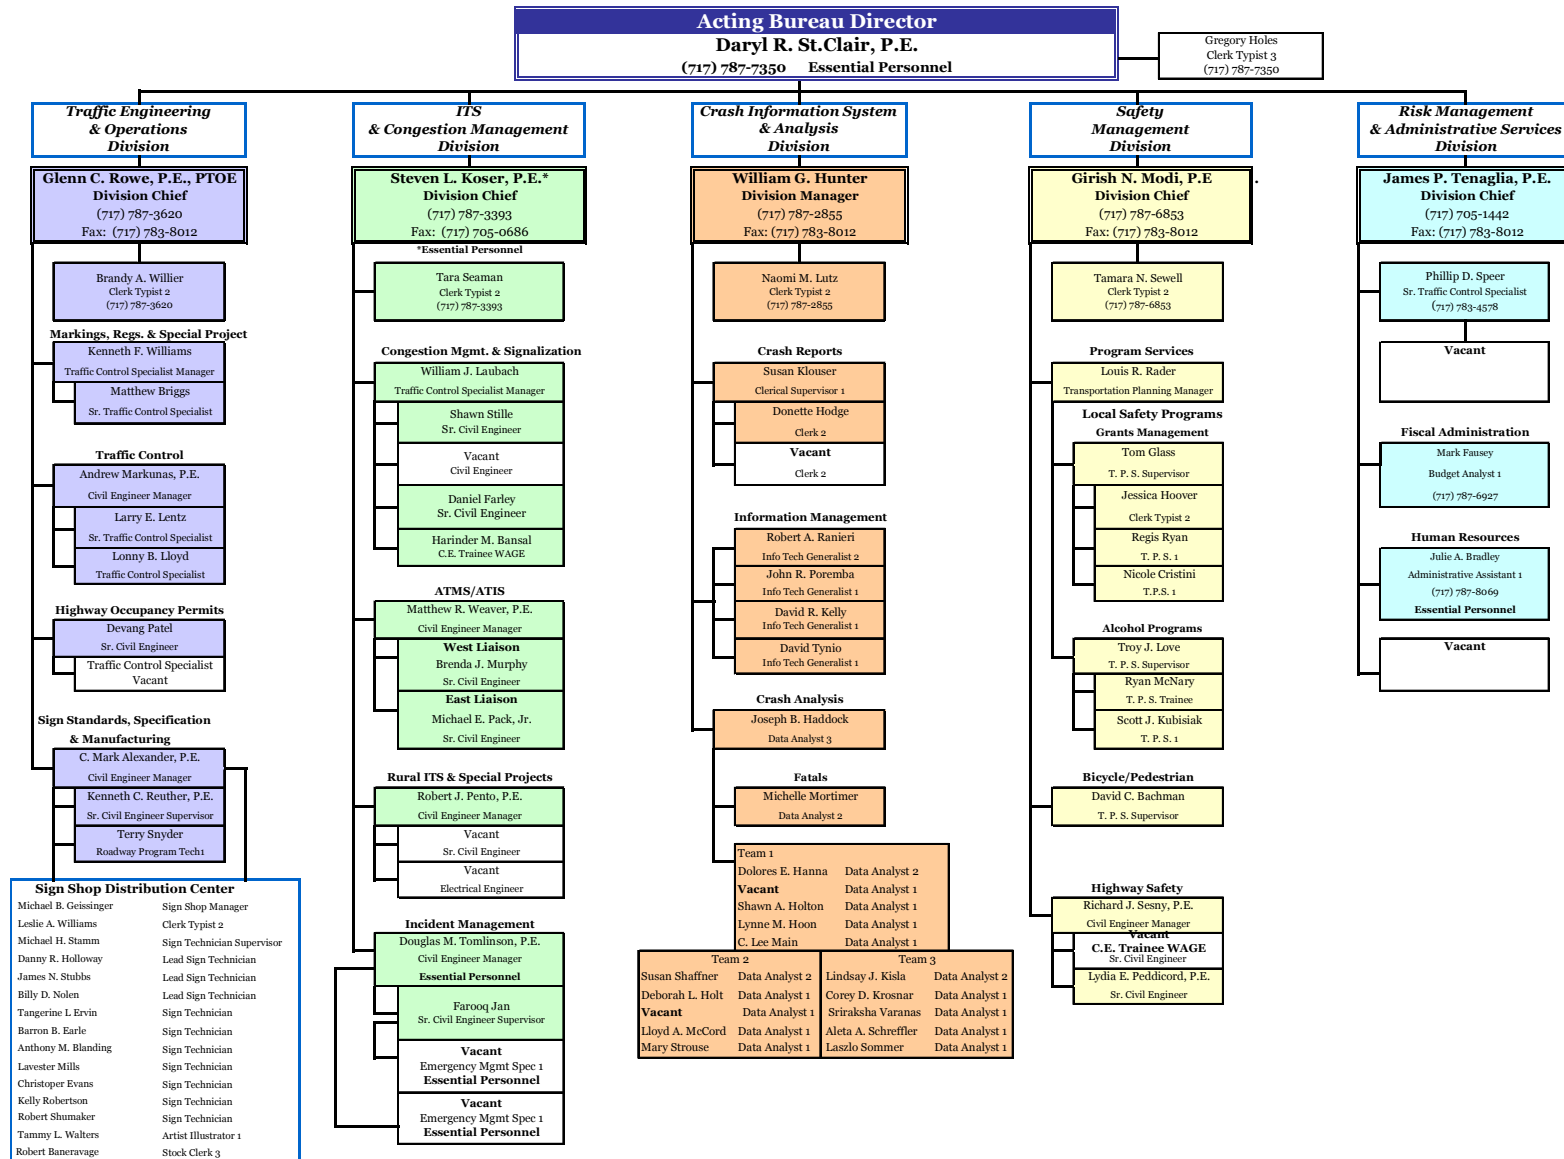 Acting Bureau Director
Daryl R. St.Clair, P.E.
(717) 787-7350 Essential Personnel
Gregory Holes
Clerk Typist 3
(717) 787-7350
Traffic Engineering
& Operations
Division
Glenn C. Rowe, P.E., PTOE
Division Chief
(717) 787-3620
Fax: (717) 783-8012
Brandy A. Willier
Clerk Typist 2
(717) 787-3620
Markings, Regs. & Special Project
Kenneth F. Williams
Traffic Control Specialist Manager
Matthew Briggs
Sr. Traffic Control Specialist
Traffic Control
Andrew Markunas, P.E.
Civil Engineer Manager
Larry E. Lentz
Sr. Traffic Control Specialist
Lonny B. Lloyd
Traffic Control Specialist
Highway Occupancy Permits
Devang Patel
Sr. Civil Engineer
Traffic Control Specialist
Vacant
Sign Standards, Specification
& Manufacturing
C. Mark Alexander, P.E.
Civil Engineer Manager
Kenneth C. Reuther, P.E.
Sr. Civil Engineer Supervisor
Terry Snyder
Roadway Program Tech1
Sign Shop Distribution Center
Michael B. Geissinger Sign Shop Manager
Leslie A. Williams Clerk Typist 2
Michael H. Stamm Sign Technician Supervisor
Danny R. Holloway Lead Sign Technician
James N. Stubbs Lead Sign Technician
Billy D. Nolen Lead Sign Technician
Tangerine L Ervin Sign Technician
Barron B. Earle Sign Technician
Anthony M. Blanding Sign Technician
Lavester Mills Sign Technician
Christoper Evans Sign Technician
Kelly Robertson Sign Technician
Robert Shumaker Sign Technician
Tammy L. Walters Artist Illustrator 1
Robert Baneravage Stock Clerk 3
ITS
& Congestion Management
Division
Steven L. Koser, P.E.*
Division Chief
(717) 787-3393
Fax: (717) 705-0686
*Essential Personnel
Tara Seaman
Clerk Typist 2
(717) 787-3393
Congestion Mgmt. & Signalization
William J. Laubach
Traffic Control Specialist Manager
Shawn Stille
Sr. Civil Engineer
Vacant
Civil Engineer
Daniel Farley
Sr. Civil Engineer
Harinder M. Bansal
C.E. Trainee WAGE
ATMS/ATIS
Matthew R. Weaver, P.E.
Civil Engineer Manager
West Liaison
Brenda J. Murphy
Sr. Civil Engineer
East Liaison
Michael E. Pack, Jr.
Sr. Civil Engineer
Rural ITS & Special Projects
Robert J. Pento, P.E.
Civil Engineer Manager
Vacant
Sr. Civil Engineer
Vacant
Electrical Engineer
Incident Management
Douglas M. Tomlinson, P.E.
Civil Engineer Manager
Essential Personnel
Farooq Jan
Sr. Civil Engineer Supervisor
Vacant
Emergency Mgmt Spec 1
Essential Personnel
Vacant
Emergency Mgmt Spec 1
Essential Personnel
Crash Information System
& Analysis
Division
William G. Hunter
Division Manager
(717) 787-2855
Fax: (717) 783-8012
Naomi M. Lutz
Clerk Typist 2
(717) 787-2855
Crash Reports
Susan Klouser
Clerical Supervisor 1
Donette Hodge
Clerk 2
Vacant
Clerk 2
Information Management
Robert A. Ranieri
Info Tech Generalist 2
John R. Poremba
Info Tech Generalist 1
David R. Kelly
Info Tech Generalist 1
David Tynio
Info Tech Generalist 1
Crash Analysis
Joseph B. Haddock
Data Analyst 3
Fatals
Michelle Mortimer
Data Analyst 2
Team 1
Dolores E. Hanna Data Analyst 2
Vacant Data Analyst 1
Shawn A. Holton Data Analyst 1
Lynne M. Hoon Data Analyst 1
C. Lee Main Data Analyst 1
Team 2
Susan Shaffner Data Analyst 2
Deborah L. Holt Data Analyst 1
Vacant Data Analyst 1
Lloyd A. McCord Data Analyst 1
Mary Strouse Data Analyst 1
Team 3
Lindsay J. Kisla Data Analyst 2
Corey D. Krosnar Data Analyst 1
Sriraksha Varanas Data Analyst 1
Aleta A. Schreffler Data Analyst 1
Laszlo Sommer Data Analyst 1
Safety
Management
Division
Girish N. Modi, P.E .
Division Chief
(717) 787-6853
Fax: (717) 783-8012
Tamara N. Sewell
Clerk Typist 2
(717) 787-6853
Program Services
Louis R. Rader
Transportation Planning Manager
Local Safety Programs
Grants Management
Tom Glass
T. P. S. Supervisor
Jessica Hoover
Clerk Typist 2
Regis Ryan
T. P. S. 1
Nicole Cristini
T.P.S. 1
Alcohol Programs
Troy J. Love
T. P. S. Supervisor
Ryan McNary
T. P. S. Trainee
Scott J. Kubisiak
T. P. S. 1
Bicycle/Pedestrian
David C. Bachman
T. P. S. Supervisor
Highway Safety
Richard J. Sesny, P.E.
Civil Engineer Manager
Vacant
C.E. Trainee WAGE
Sr. Civil Engineer
Lydia E. Peddicord, P.E.
Sr. Civil Engineer
Risk Management
& Administrative Services
Division
James P. Tenaglia, P.E.
Division Chief
(717) 705-1442
Fax: (717) 783-8012
Phillip D. Speer
Sr. Traffic Control Specialist
(717) 783-4578
Vacant
Fiscal Administration
Mark Fausey
Budget Analyst 1
(717) 787-6927
Human Resources
Julie A. Bradley
Administrative Assistant 1
(717) 787-8069
Essential Personnel
Vacant